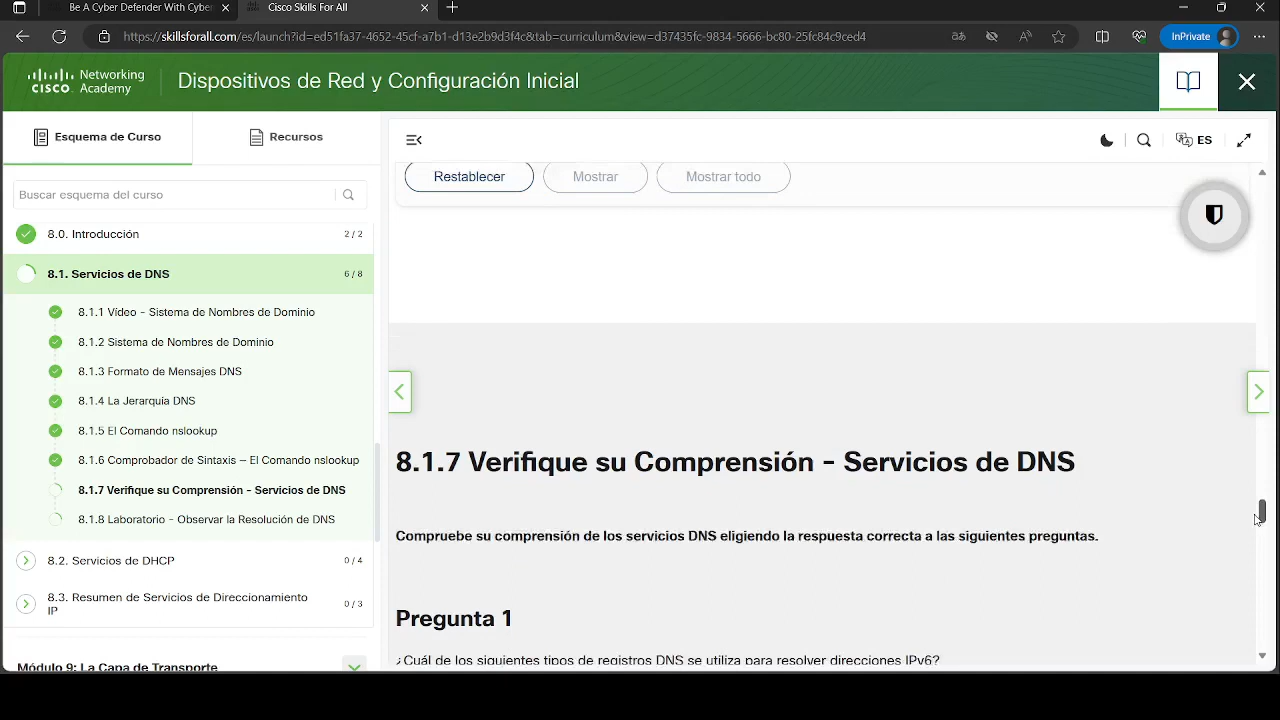 Be A Cyber Defender With Cyber
Cisco Skills For All
https://skillsforall.com/es/launch?id=ed51fa37-4652-45cf-a7b1-d13e2b9d3f4c8&tab=curriculum&view=d37435fc-9834-5666-bc80-25fc84c9ced4
InPrivate
CISCO
Networking
Academy
Dispositivos de Red y Configuración Inicial
Esquema de Curso
Recursos
ES
Buscar esquema del curso
8.0. Introducción 2 / 2
8.1. Servicios de DNS 6 / 8
8.1.1 Vídeo - Sistema de Nombres de Dominio
8.1.2 Sistema de Nombres de Dominio
8.1.3 Formato de Mensajes DNS
8.1.4 La Jerarquía DNS
8.1.5 El Comando nslookup
8.1.6 Comprobador de Sintaxis – El Comando nslookup
8.1.7 Verifique su Comprensión - Servicios de DNS
8.1.8 Laboratorio - Observar la Resolución de DNS
8.2. Servicios de DHCP 0 / 4
8.3. Resumen de Servicios de Direccionamiento
IP 0 / 3
Módulo 9: La Capa de Transporte
Restablecer Mostrar Mostrar todo
8.1.7 Verifique su Comprensión - Servicios de DNS
Compruebe su comprensión de los servicios DNS eligiendo la respuesta correcta a las siguientes preguntas.
Pregunta 1
¿Cuál de los siguientes tipos de registros DNS se utiliza para resolver direcciones IPv6?